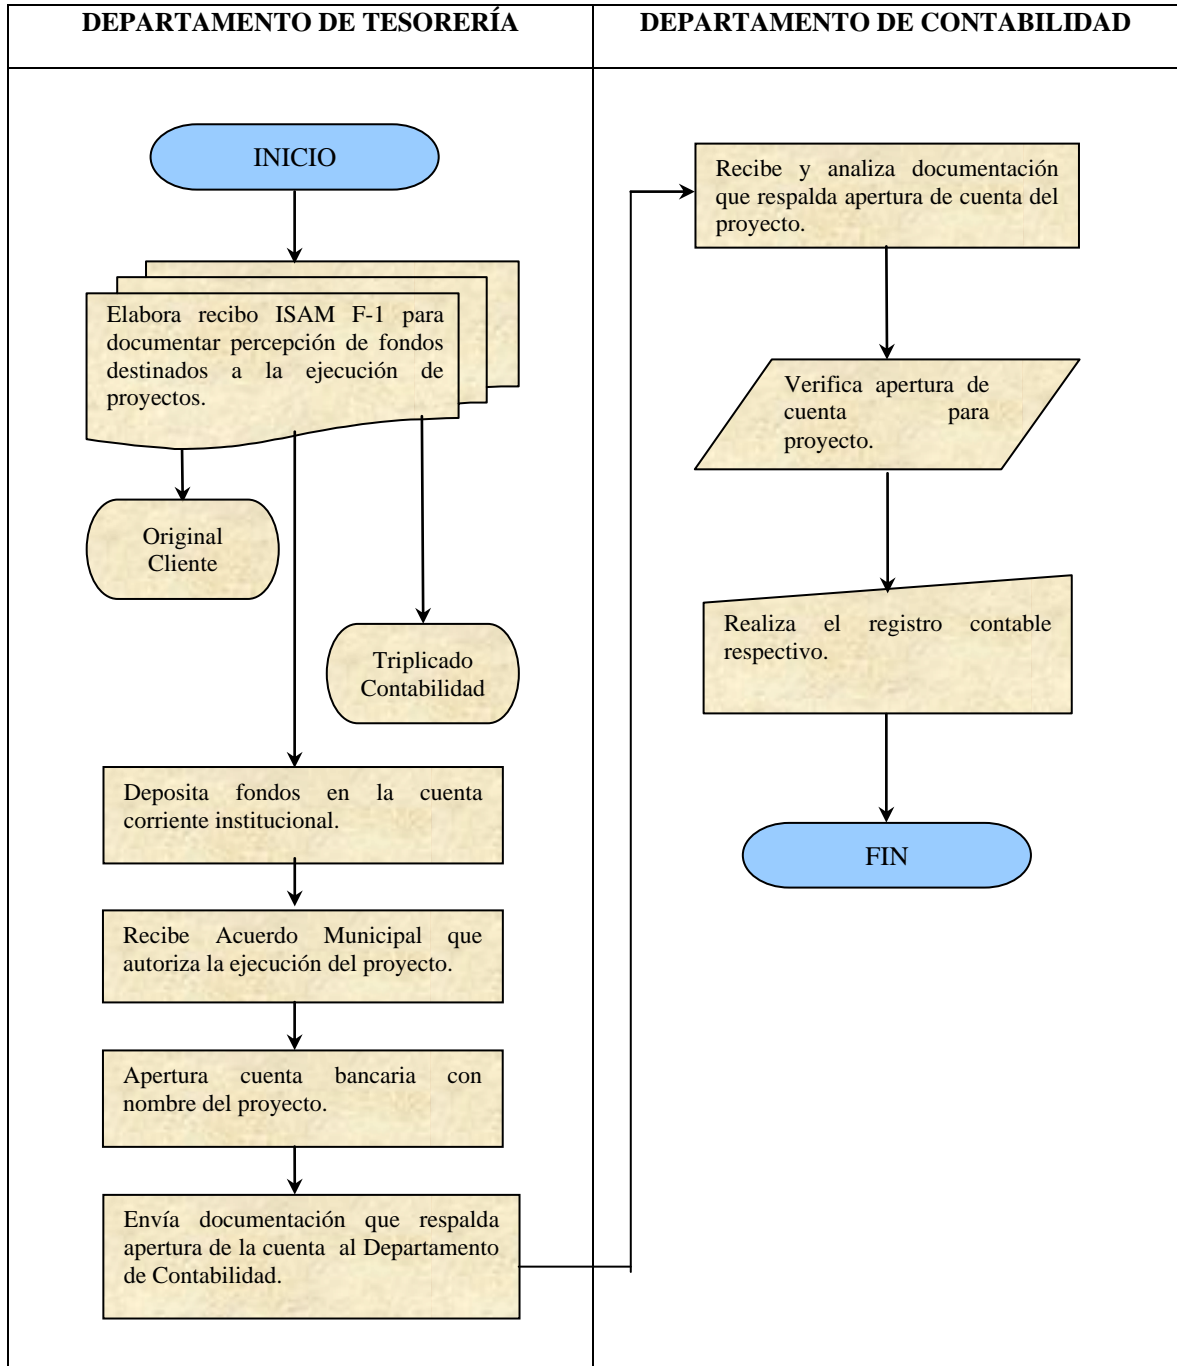 DEPARTAMENTO DE TESORERÍA
INICIO
Elabora recibo ISAM F-1 para
documentar percepción de fondos
destinados a la ejecución de
proyectos.
Original
Cliente
Triplicado
Contabilidad
Deposita fondos en la cuenta
corriente institucional.
Recibe Acuerdo Municipal que
autoriza la ejecución del proyecto.
Apertura cuenta bancaria con
nombre del proyecto.
Envía documentación que respalda
apertura de la cuenta al Departamento
de Contabilidad.
DEPARTAMENTO DE CONTABILIDAD
Recibe y analiza documentación
que respalda apertura de cuenta del
proyecto.
Verifica apertura de
cuenta para
proyecto.
Realiza el registro contable
respectivo.
FIN